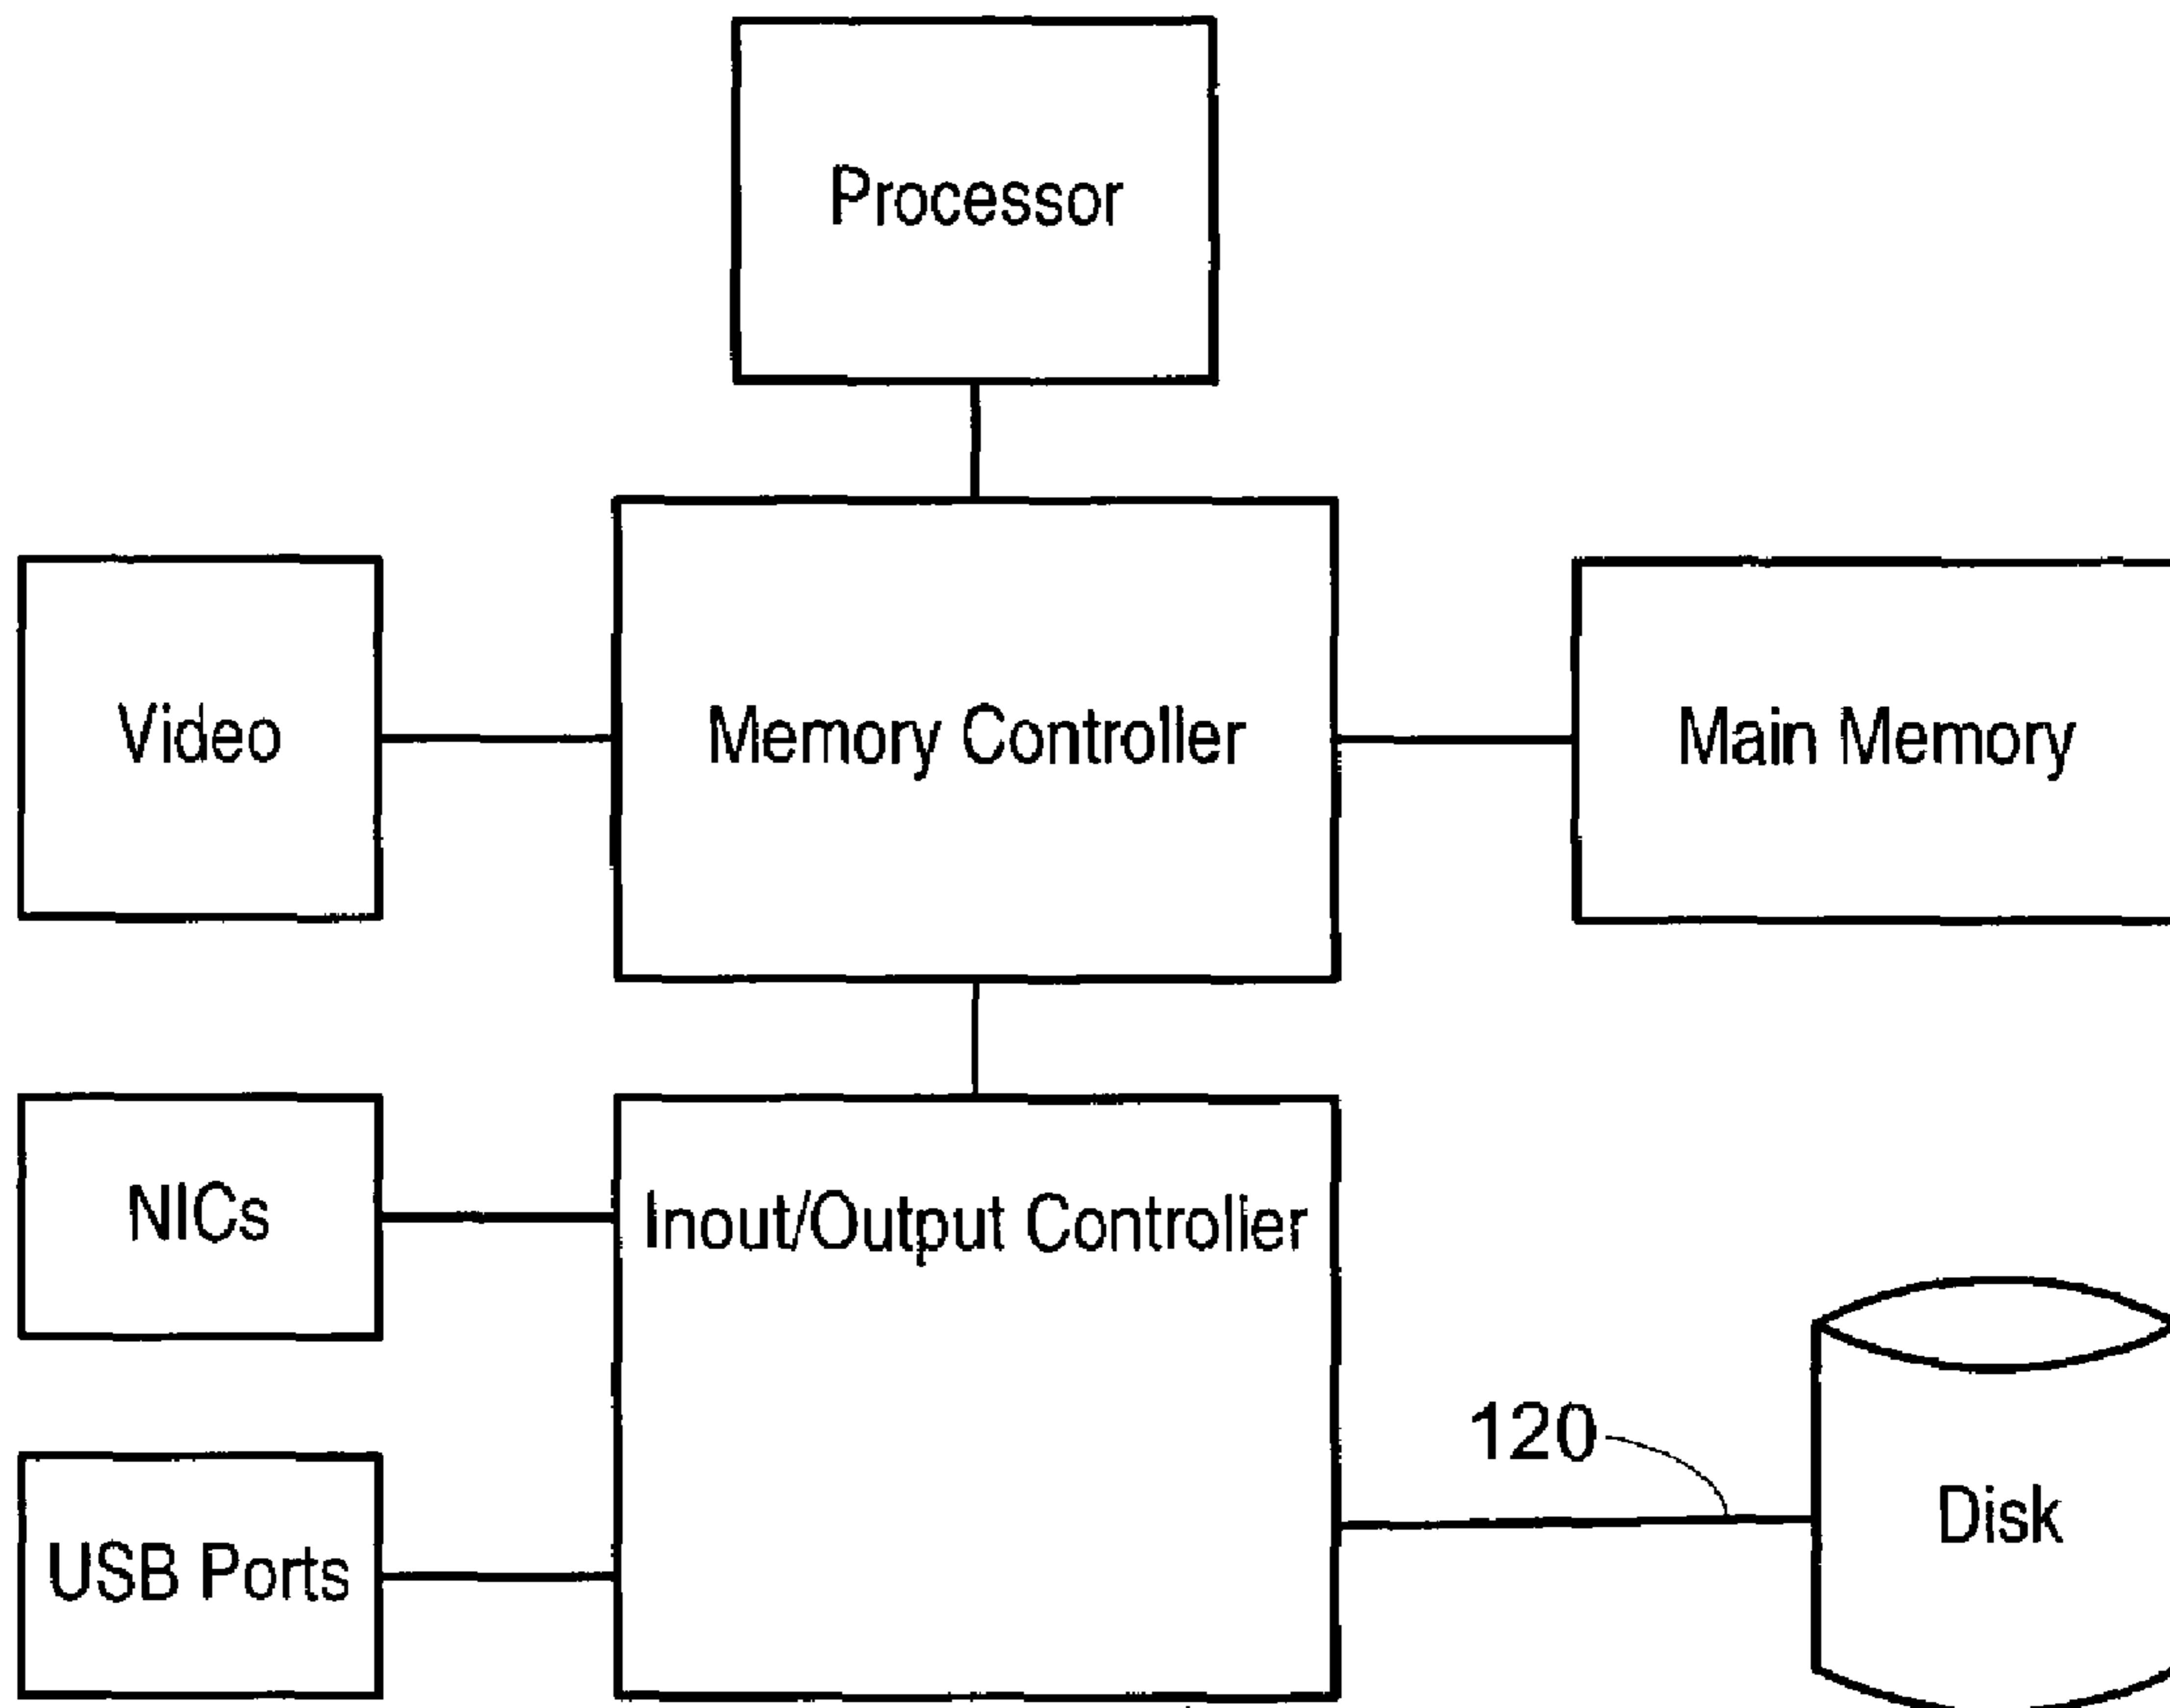 Processor
Video
Memory Controller
Main Memory
NICs
Inout/Output Controller
120
Disk
USB Ports